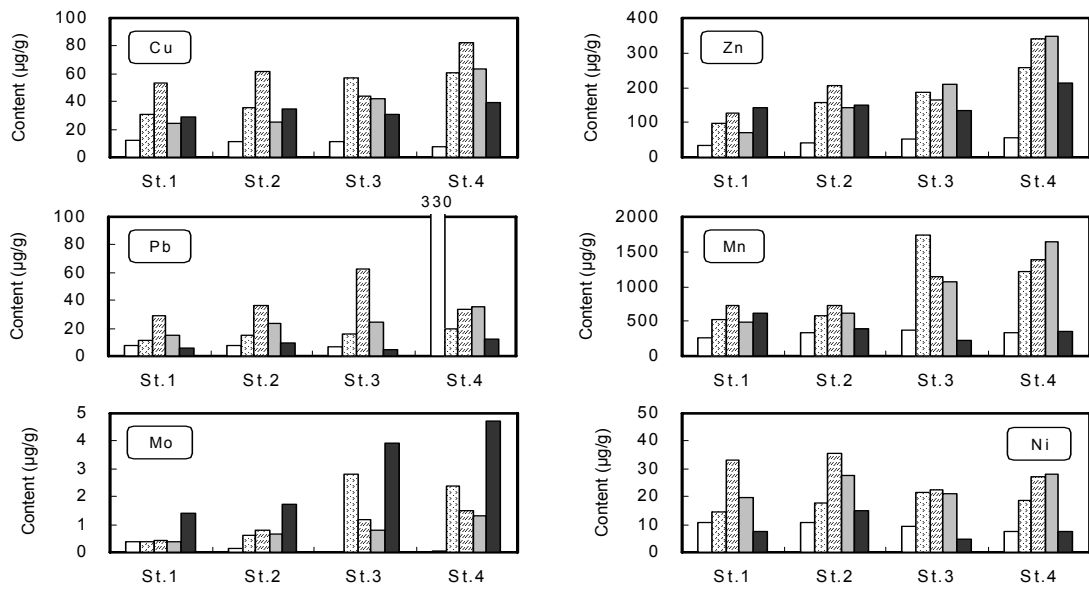 Content (µg/g)
100
80
60
40
20
0
Cu
St.1 St.2 St.3 St.4
Content (µg/g)
400
300
200
100
0
Zn
St.1 St.2 St.3 St.4
Content (µg/g)
100
80
60
40
20
0
Pb
330
St.1 St.2 St.3 St.4
Content (µg/g)
2000
1500
1000
500
0
Mn
St.1 St.2 St.3 St.4
Content (µg/g)
5
4
3
2
1
0
Mo
St.1 St.2 St.3 St.4
Content (µg/g)
50
40
30
20
10
0
Ni
St.1 St.2 St.3 St.4